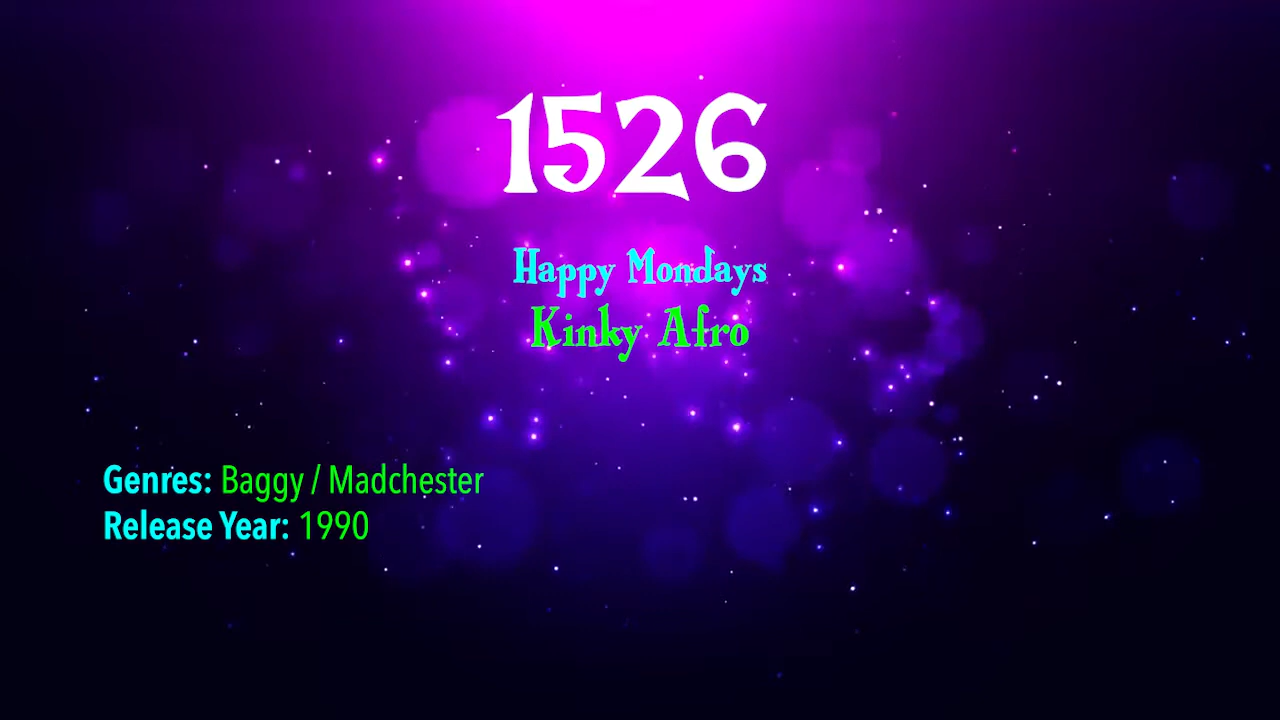 1526
Happy Mondays
Kinky Afro
Genres: Baggy / Madchester
Release Year: 1990